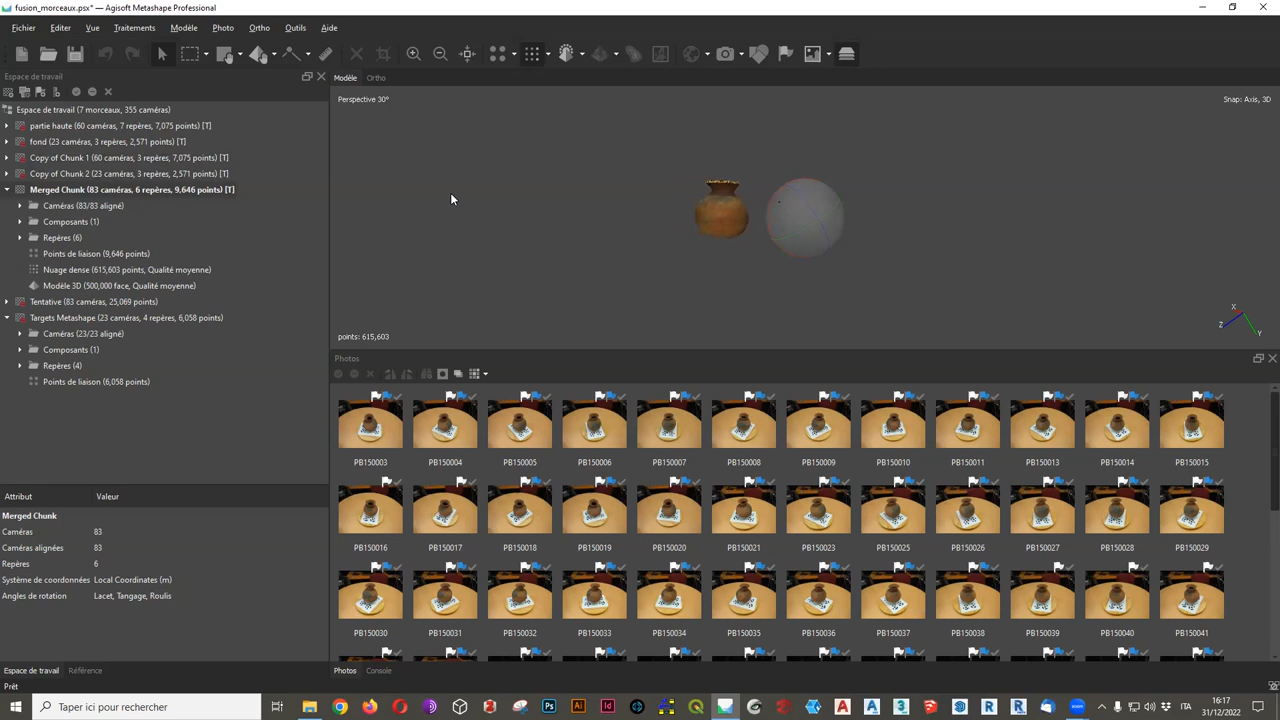 fusion_morceaux.psx* — Agisoft Metashape Professional
Fichier Editer Vue Traitements Modèle Photo Ortho Outils Aide
Espace de travail
Espace de travail (7 morceaux, 355 caméras)
partie haute (60 caméras, 7 repères, 7,075 points) [T]
fond (23 caméras, 3 repères, 2,571 points) [T]
Copy of Chunk 1 (60 caméras, 3 repères, 7,075 points) [T]
Copy of Chunk 2 (23 caméras, 3 repères, 2,571 points) [T]
Merged Chunk (83 caméras, 6 repères, 9,646 points) [T]
Caméras (83/83 aligné)
Composants (1)
Repères (6)
Points de liaison (9,646 points)
Nuage dense (615,603 points, Qualité moyenne)
Modèle 3D (500,000 face, Qualité moyenne)
Tentative (83 caméras, 25,069 points)
Targets Metashape (23 caméras, 4 repères, 6,058 points)
Caméras (23/23 aligné)
Composants (1)
Repères (4)
Points de liaison (6,058 points)
Attribut Valeur
Merged Chunk
Caméras 83
Caméras alignées 83
Repères 6
Système de coordonnées Local Coordinates (m)
Angles de rotation Lacet, Tangage, Roulis
Espace de travail Référence
Prêt
Modèle Ortho
Perspective 30°
Snap: Axis, 3D
X
Z
Y
points: 615,603
Photos
PB150003 PB150004 PB150005 PB150006 PB150007 PB150008 PB150009 PB150010 PB150011 PB150013 PB150014 PB150015
PB150016 PB150017 PB150018 PB150019 PB150020 PB150021 PB150023 PB150025 PB150026 PB150027 PB150028 PB150029
PB150030 PB150031 PB150032 PB150033 PB150034 PB150035 PB150036 PB150037 PB150038 PB150039 PB150040 PB150041
Photos Console
Taper ici pour rechercher
Ps Ai Id
A A 3 R R
ITA
16:17
31/12/2022